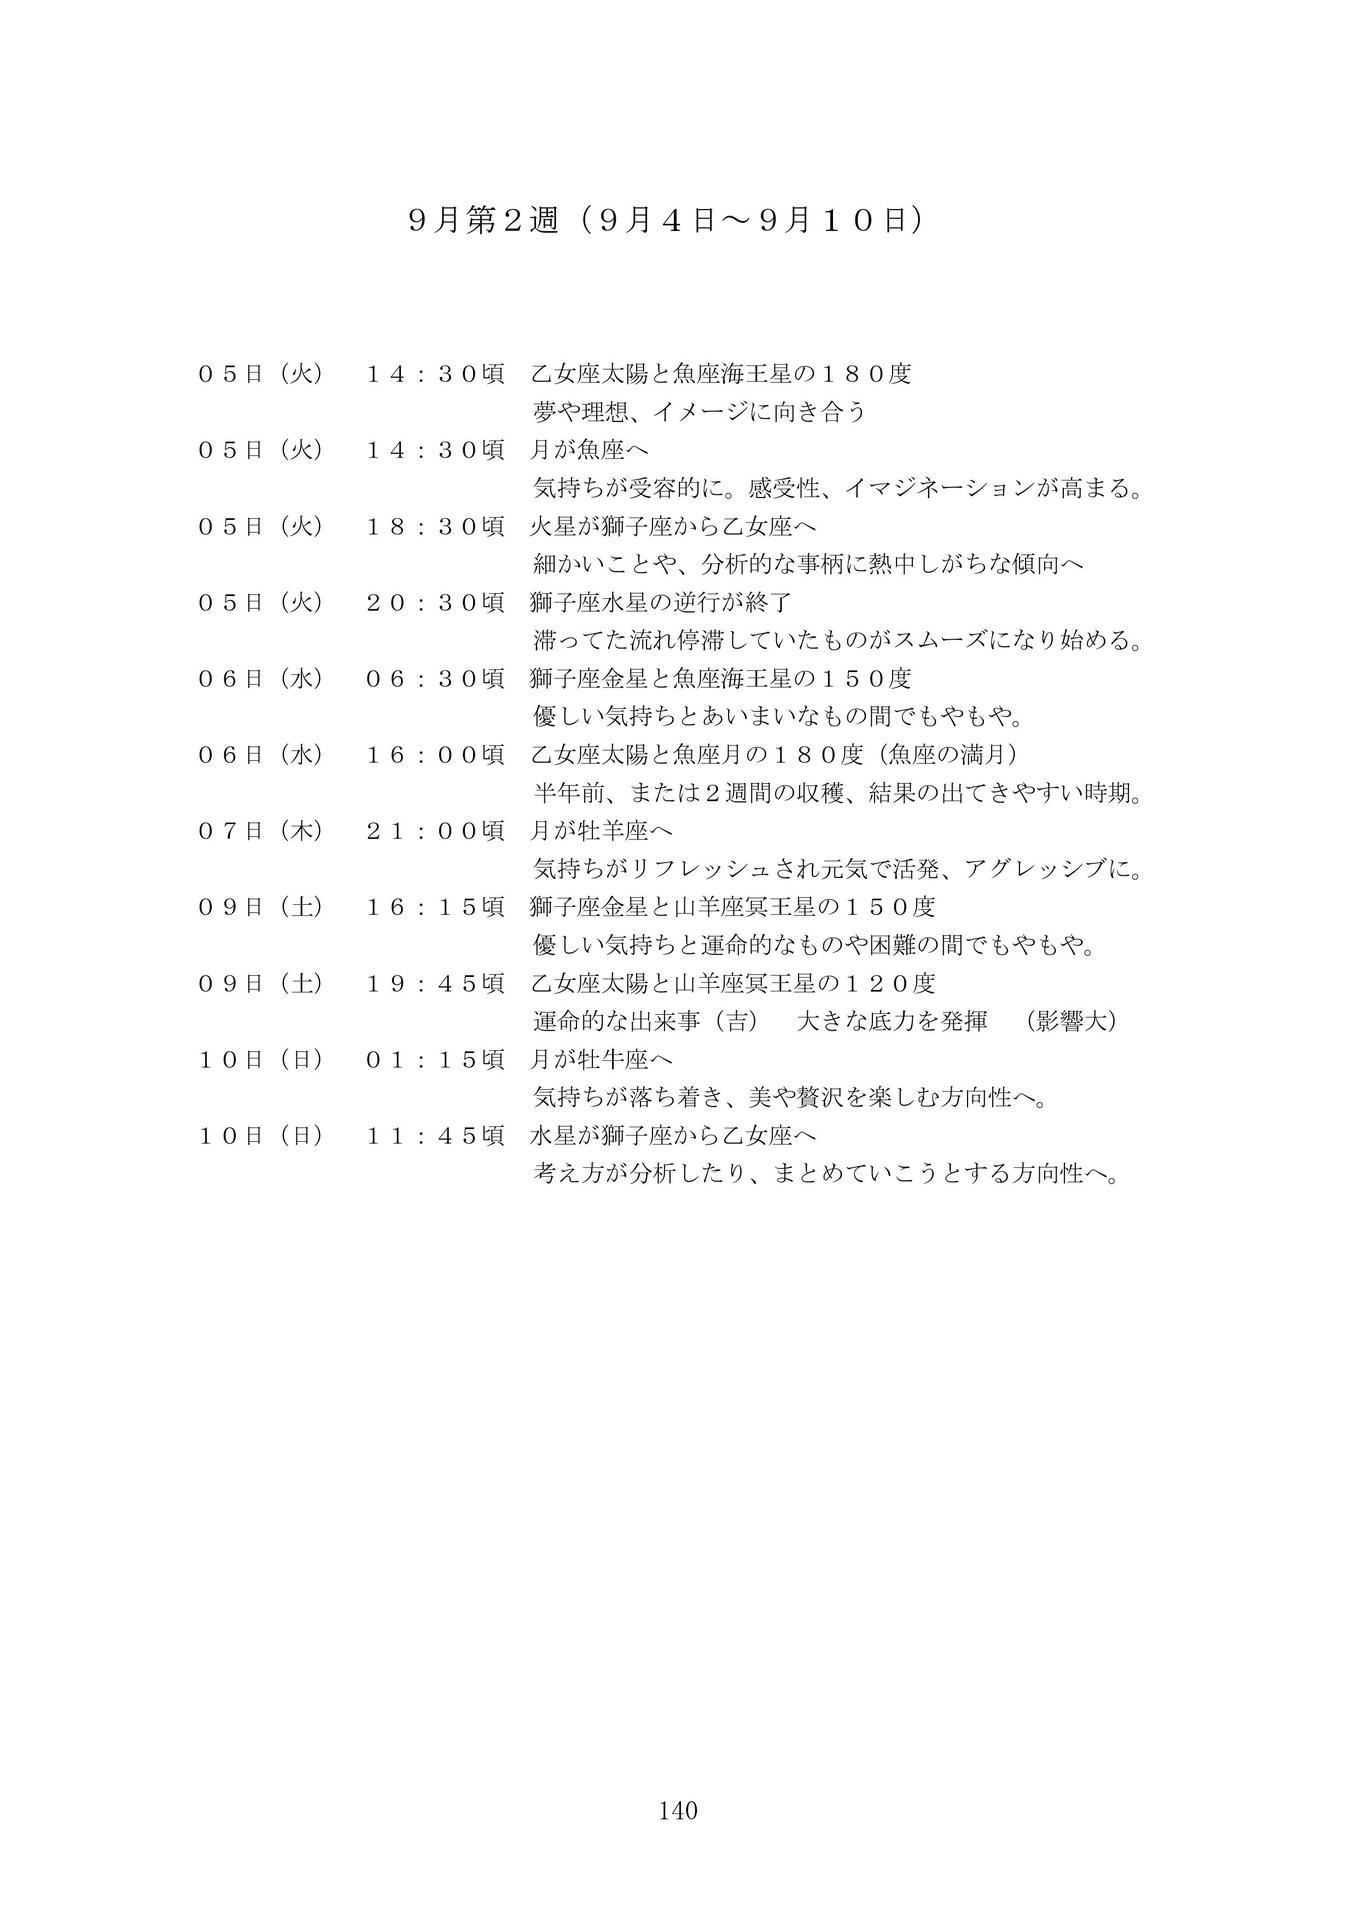 ９月第２週（９月４日～９月１０日）
０５日（火）　１４：３０頃　乙女座太陽と魚座海王星の１８０度
夢や理想、イメージに向き合う
０５日（火）　１４：３０頃　月が魚座へ
気持ちが受容的に。感受性、イマジネーションが高まる。
０５日（火）　１８：３０頃　火星が獅子座から乙女座へ
細かいことや、分析的な事柄に熱中しがちな傾向へ
０５日（火）　２０：３０頃　獅子座水星の逆行が終了
滞ってた流れ停滞していたものがスムーズになり始める。
０６日（水）　０６：３０頃　獅子座金星と魚座海王星の１５０度
優しい気持ちとあいまいなもの間でもやもや。
０６日（水）　１６：００頃　乙女座太陽と魚座月の１８０度（魚座の満月）
半年前、または２週間の収穫、結果の出てきやすい時期。
０７日（木）　２１：００頃　月が牡羊座へ
気持ちがリフレッシュされ元気で活発、アグレッシブに。
０９日（土）　１６：１５頃　獅子座金星と山羊座冥王星の１５０度
優しい気持ちと運命的なものや困難の間でもやもや。
０９日（土）　１９：４５頃　乙女座太陽と山羊座冥王星の１２０度
運命的な出来事（吉）　大きな底力を発揮　（影響大）
１０日（日）　０１：１５頃　月が牡牛座へ
気持ちが落ち着き、美や贅沢を楽しむ方向性へ。
１０日（日）　１１：４５頃　水星が獅子座から乙女座へ
考え方が分析したり、まとめていこうとする方向性へ。
140